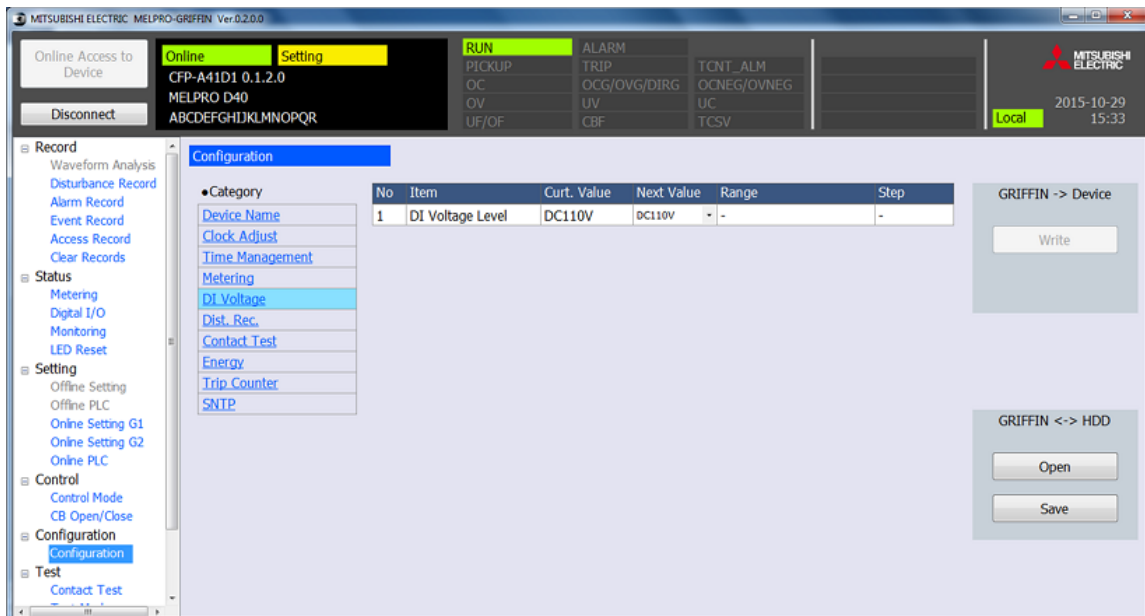 MITSUBISHI ELECTRIC MELPRO-GRIFFIN Ver.0.2.0.0
Online Access to Device
Disconnect
Online Setting
CFP-A41D1 0.1.2.0
MELPRO D40
ABCDEFGHIJKLMNOPQR
RUN ALARM
PICKUP TRIP TCNT_ALM
OC OCG/OVG/DIRG OCNEG/OVNEG
OV UV UC
UF/OF CBF TCSV
MITSUBISHI
ELECTRIC
2015-10-29
Local 15:33
Record
Waveform Analysis
Disturbance Record
Alarm Record
Event Record
Access Record
Clear Records
Status
Metering
Digital I/O
Monitoring
LED Reset
Setting
Offline Setting
Offline PLC
Online Setting G1
Online Setting G2
Online PLC
Control
Control Mode
CB Open/Close
Configuration
Configuration
Test
Contact Test
Configuration
●Category
Device Name
Clock Adjust
Time Management
Metering
DI Voltage
Dist. Rec.
Contact Test
Energy
Trip Counter
SNTP
No Item Curt. Value Next Value Range Step
1 DI Voltage Level DC110V DC110V - -
GRIFFIN -> Device
Write
GRIFFIN <-> HDD
Open
Save